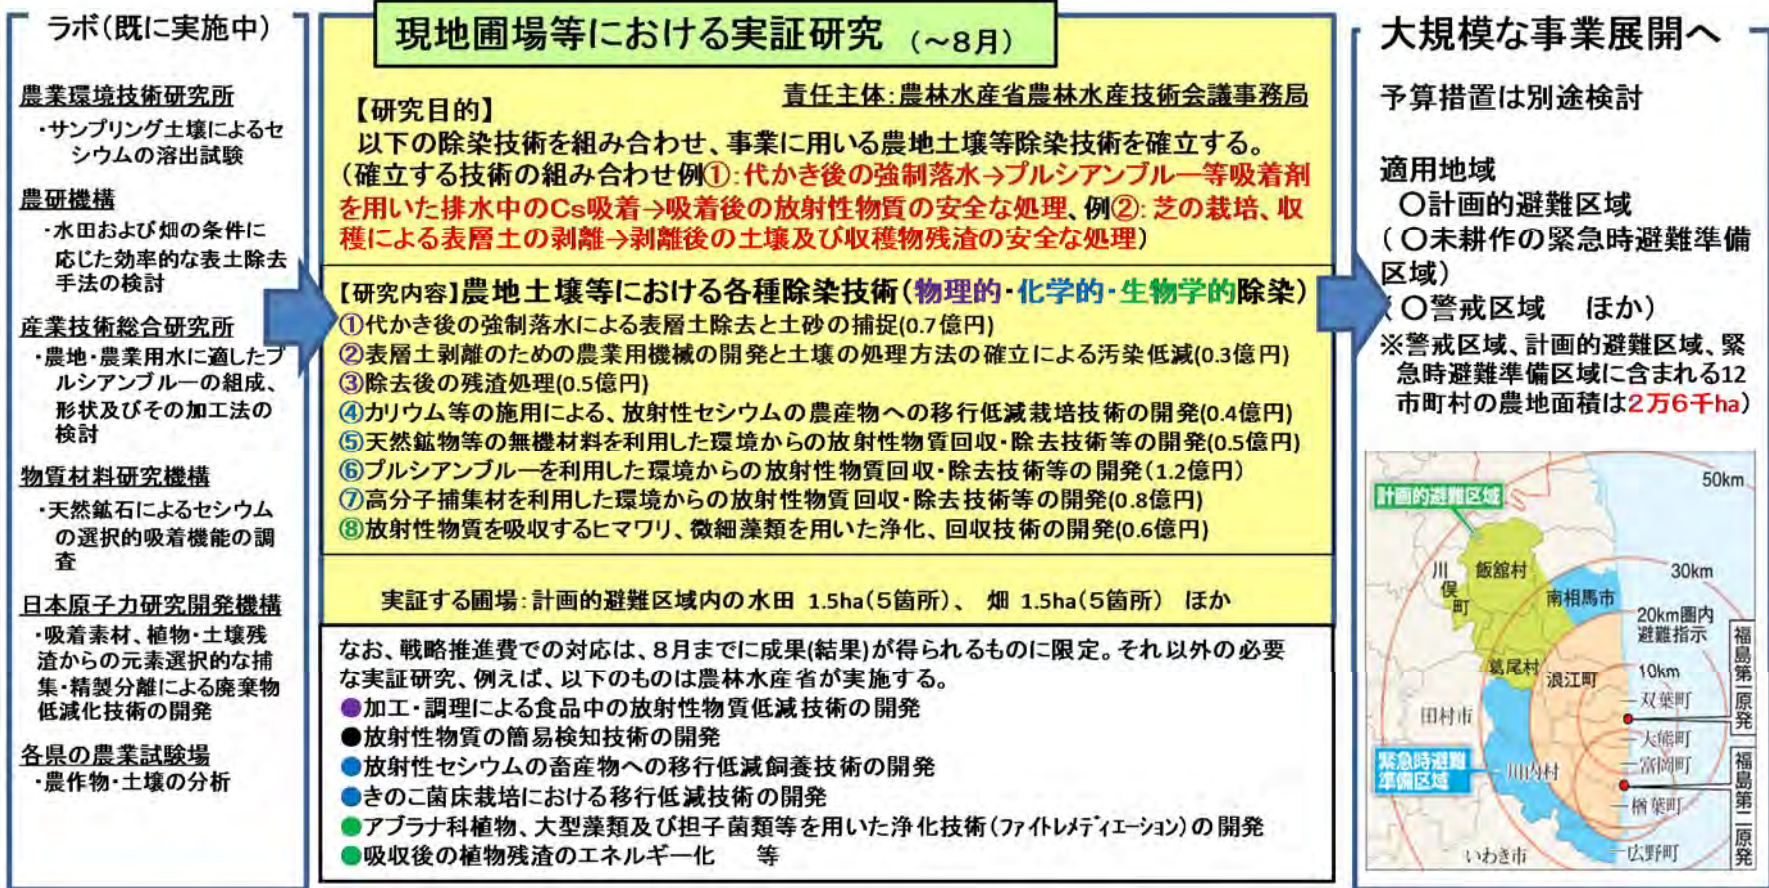 ラボ(既に実施中)
農業環境技術研究所
・サンプリング土壌によるセ
シウムの溶出試験
農研機構
・水田および畑の条件に
応じた効率的な表土除去
手法の検討
産業技術総合研究所
・農地・農業用水に適したプ
ルシアンブルーの組成、
形状及びその加工法の
検討
物質材料研究機構
・天然鉱石によるセシウム
の選択的吸着機能の調
査
日本原子力研究開発機構
・吸着素材、植物・土壌残
渣からの元素選択的な捕
集・精製分離による廃棄物
低減化技術の開発
各県の農業試験場
・農作物・土壌の分析
現地圃場等における実証研究 (～8月)
責任主体:農林水産省農林水産技術会議事務局
【研究目的】
以下の除染技術を組み合わせ、事業に用いる農地土壌等除染技術を確立する。
(確立する技術の組み合わせ例①:代かき後の強制落水→プルシアンブルー等吸着剤
を用いた排水中のCs吸着→吸着後の放射性物質の安全な処理、例②:芝の栽培、収
穫による表層土の剥離→剥離後の土壌及び収穫物残渣の安全な処理)
【研究内容】農地土壌等における各種除染技術(物理的・化学的・生物学的除染)
①代かき後の強制落水による表層土除去と土砂の捕捉(0.7億円)
②表層土剥離のための農業用機械の開発と土壌の処理方法の確立による汚染低減(0.3億円)
③除去後の残渣処理(0.5億円)
④カリウム等の施用による、放射性セシウムの農産物への移行低減栽培技術の開発(0.4億円)
⑤天然鉱物等の無機材料を利用した環境からの放射性物質回収・除去技術等の開発(0.5億円)
⑥プルシアンブルーを利用した環境からの放射性物質回収・除去技術等の開発(1.2億円)
⑦高分子捕集材を利用した環境からの放射性物質回収・除去技術等の開発(0.8億円)
⑧放射性物質を吸収するヒマワリ、微細藻類を用いた浄化、回収技術の開発(0.6億円)
実証する圃場:計画的避難区域内の水田 1.5ha(5箇所)、 畑 1.5ha(5箇所) ほか
なお、戦略推進費での対応は、8月までに成果(結果)が得られるものに限定。それ以外の必要
な実証研究、例えば、以下のものは農林水産省が実施する。
●加工・調理による食品中の放射性物質低減技術の開発
●放射性物質の簡易検知技術の開発
●放射性セシウムの畜産物への移行低減飼養技術の開発
●きのこ菌床栽培における移行低減技術の開発
●アブラナ科植物、大型藻類及び担子菌類等を用いた浄化技術(ファイトレメディエーション)の開発
●吸収後の植物残渣のエネルギー化 等
大規模な事業展開へ
予算措置は別途検討
適用地域
○計画的避難区域
(○未耕作の緊急時避難準備
区域)
(○警戒区域 ほか)
※警戒区域、計画的避難区域、緊
急時避難準備区域に含まれる12
市町村の農地面積は2万6千ha)
50km
計画的避難区域
30km
飯舘村
川俣町
南相馬市
20km圏内
避難指示
葛尾村
浪江町
10km
双葉町
福島第一原発
田村市
大熊町
富岡町
緊急時避難
準備区域
川内村
楢葉町
福島第二原発
いわき市
広野町